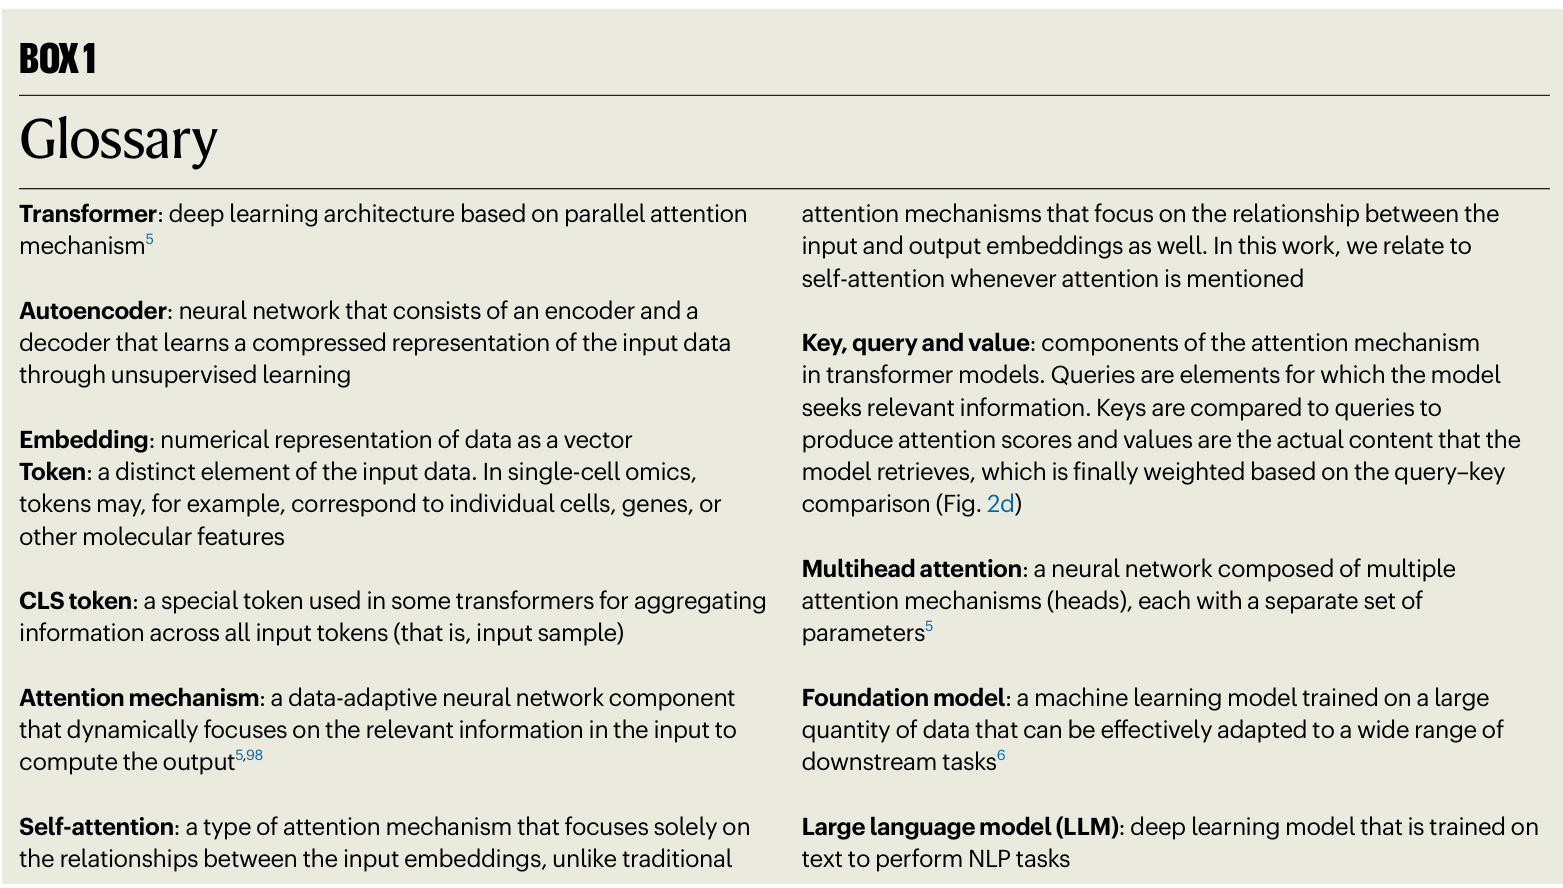 BOX 1
Glossary
Transformer: deep learning architecture based on parallel attention
mechanism5
Autoencoder: neural network that consists of an encoder and a
decoder that learns a compressed representation of the input data
through unsupervised learning
Embedding: numerical representation of data as a vector
Token: a distinct element of the input data. In single-cell omics,
tokens may, for example, correspond to individual cells, genes, or
other molecular features
CLS token: a special token used in some transformers for aggregating
information across all input tokens (that is, input sample)
Attention mechanism: a data-adaptive neural network component
that dynamically focuses on the relevant information in the input to
compute the output5,98
Self-attention: a type of attention mechanism that focuses solely on
the relationships between the input embeddings, unlike traditional
attention mechanisms that focus on the relationship between the
input and output embeddings as well. In this work, we relate to
self-attention whenever attention is mentioned
Key, query and value: components of the attention mechanism
in transformer models. Queries are elements for which the model
seeks relevant information. Keys are compared to queries to
produce attention scores and values are the actual content that the
model retrieves, which is finally weighted based on the query–key
comparison (Fig. 2d)
Multihead attention: a neural network composed of multiple
attention mechanisms (heads), each with a separate set of
parameters5
Foundation model: a machine learning model trained on a large
quantity of data that can be effectively adapted to a wide range of
downstream tasks6
Large language model (LLM): deep learning model that is trained on
text to perform NLP tasks